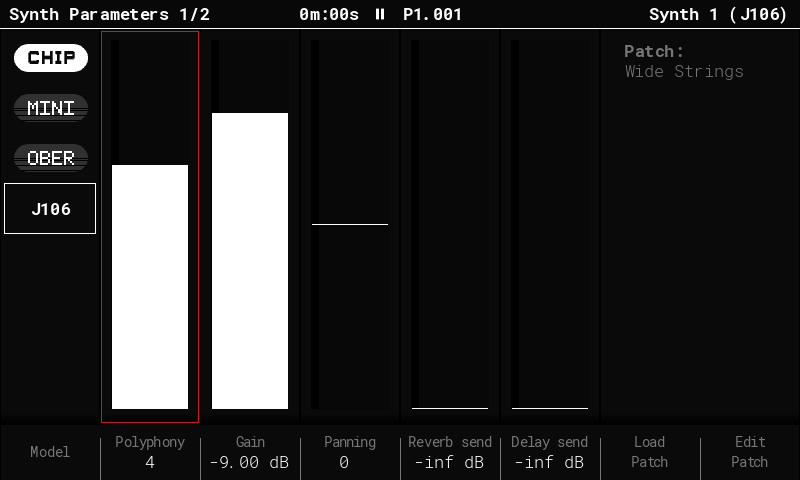 Synth Parameters 1/2 0m:00s P1.001 Synth 1 (J106)
CHIP
MINI
OBER
J106
Patch:
Wide Strings
Model
Polyphony
4
Gain
-9.00 dB
Panning
0
Reverb send
-inf dB
Delay send
-inf dB
Load
Patch
Edit
Patch